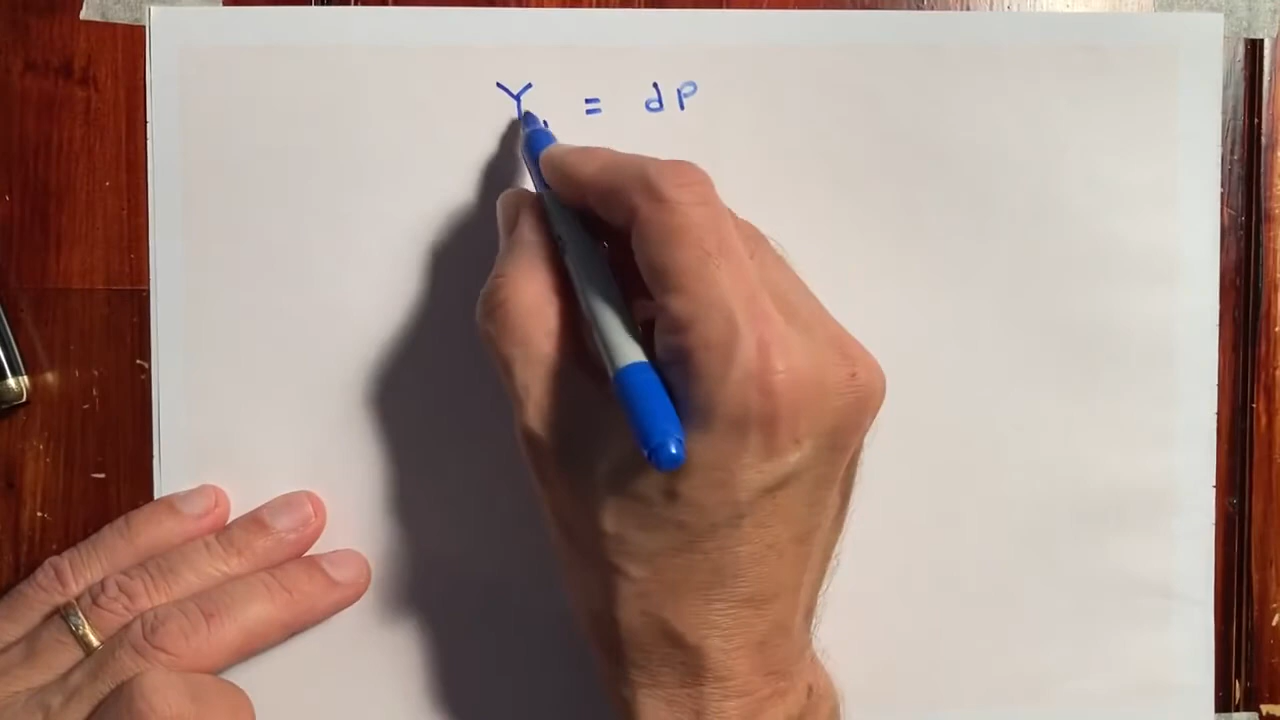 Y = dP